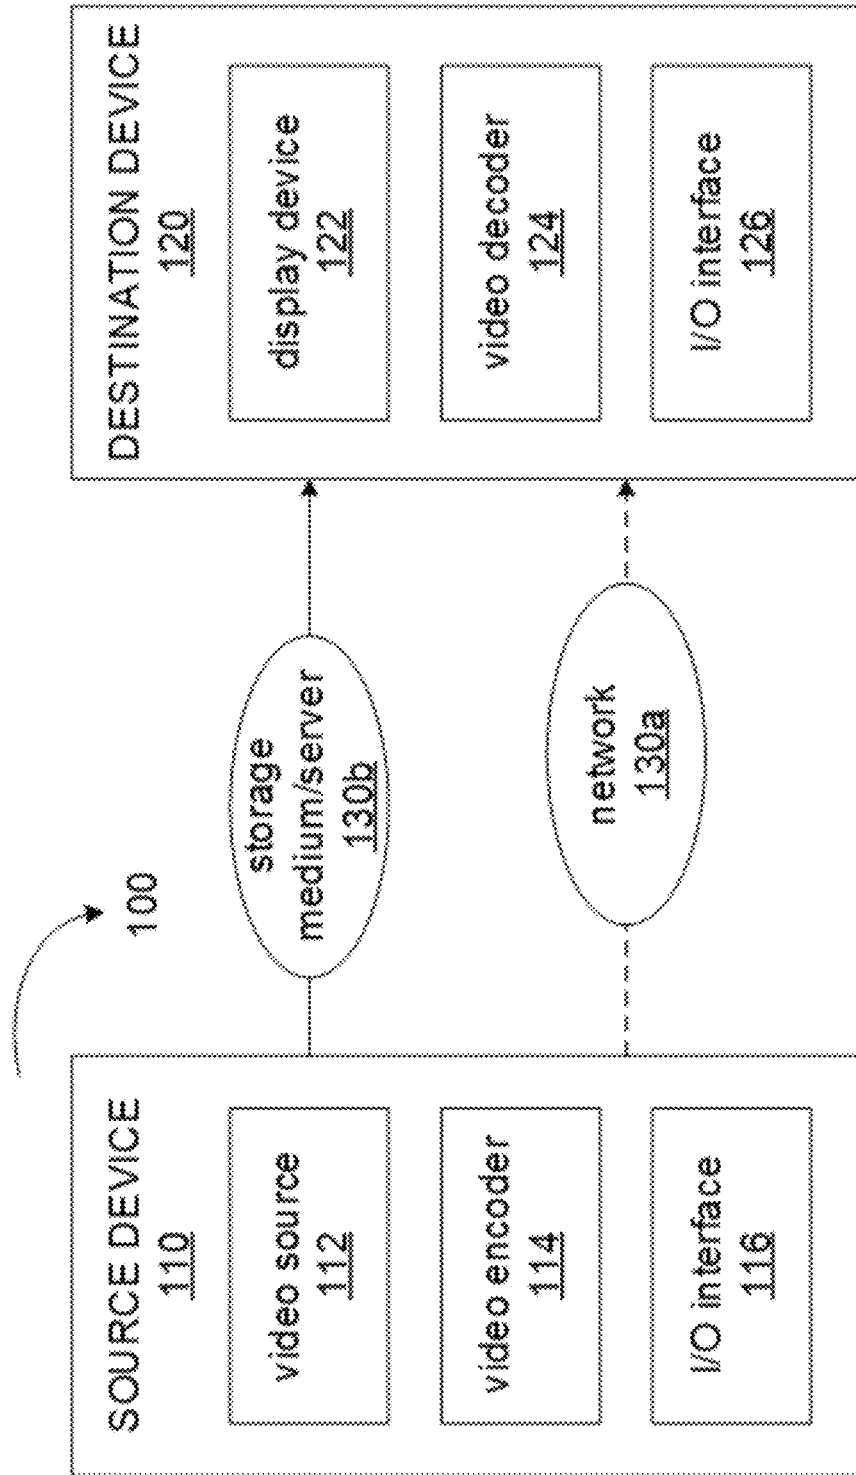 100
SOURCE DEVICE
110
video source
112
video encoder
114
I/O interface
116
storage
medium/server
130b
network
130a
DESTINATION DEVICE
120
display device
122
video decoder
124
I/O interface
126